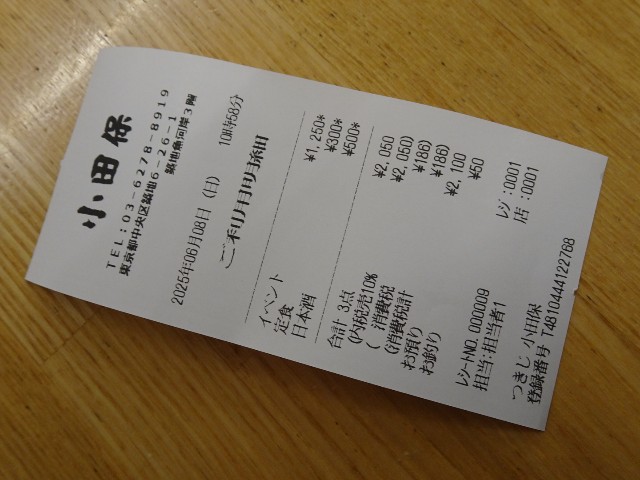 小田保
TEL:03-6278-8919
東京都中央区築地6-26-1
築地魚河岸3階
2025年06月08日(日) 10時58分
ご利用明細
イベント ¥1,250*
定食 ¥300*
日本酒 ¥500*
合計 3点 ¥2,050
(内税売10% ¥2,050)
( 消費税 ¥186)
(消費税計 ¥186)
お預り ¥2,100
お釣り ¥50
レシートNO. 000009 レジ:0001
担当:担当者1 店:0001
つきじ 小田保
登録番号 T4910444122768